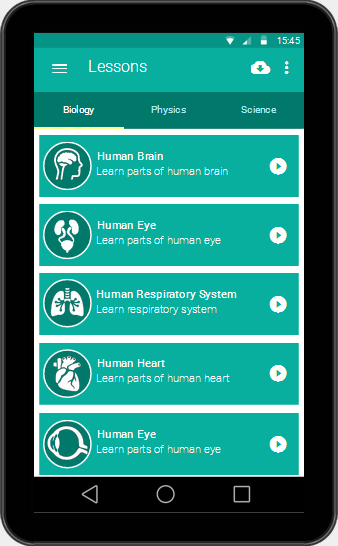 15:45
Lessons
Biology Physics Science
Human Brain
Learn parts of human brain
Human Eye
Learn parts of human eye
Human Respiratory System
Learn respiratory system
Human Heart
Learn parts of human heart
Human Eye
Learn parts of human eye